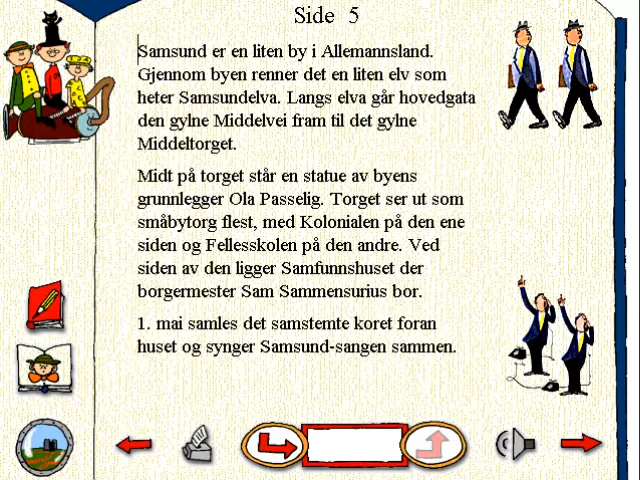 Side 5
Samsund er en liten by i Allemannsland.
Gjennom byen renner det en liten elv som
heter Samsundelva. Langs elva går hovedgata
den gylne Middelvei fram til det gylne
Middeltorget.
Midt på torget står en statue av byens
grunnlegger Ola Passelig. Torget ser ut som
småbytorg flest, med Kolonialen på den ene
siden og Fellesskolen på den andre. Ved
siden av den ligger Samfunnshuset der
borgermester Sam Sammensurius bor.
1. mai samles det samstemte koret foran
huset og synger Samsund-sangen sammen.